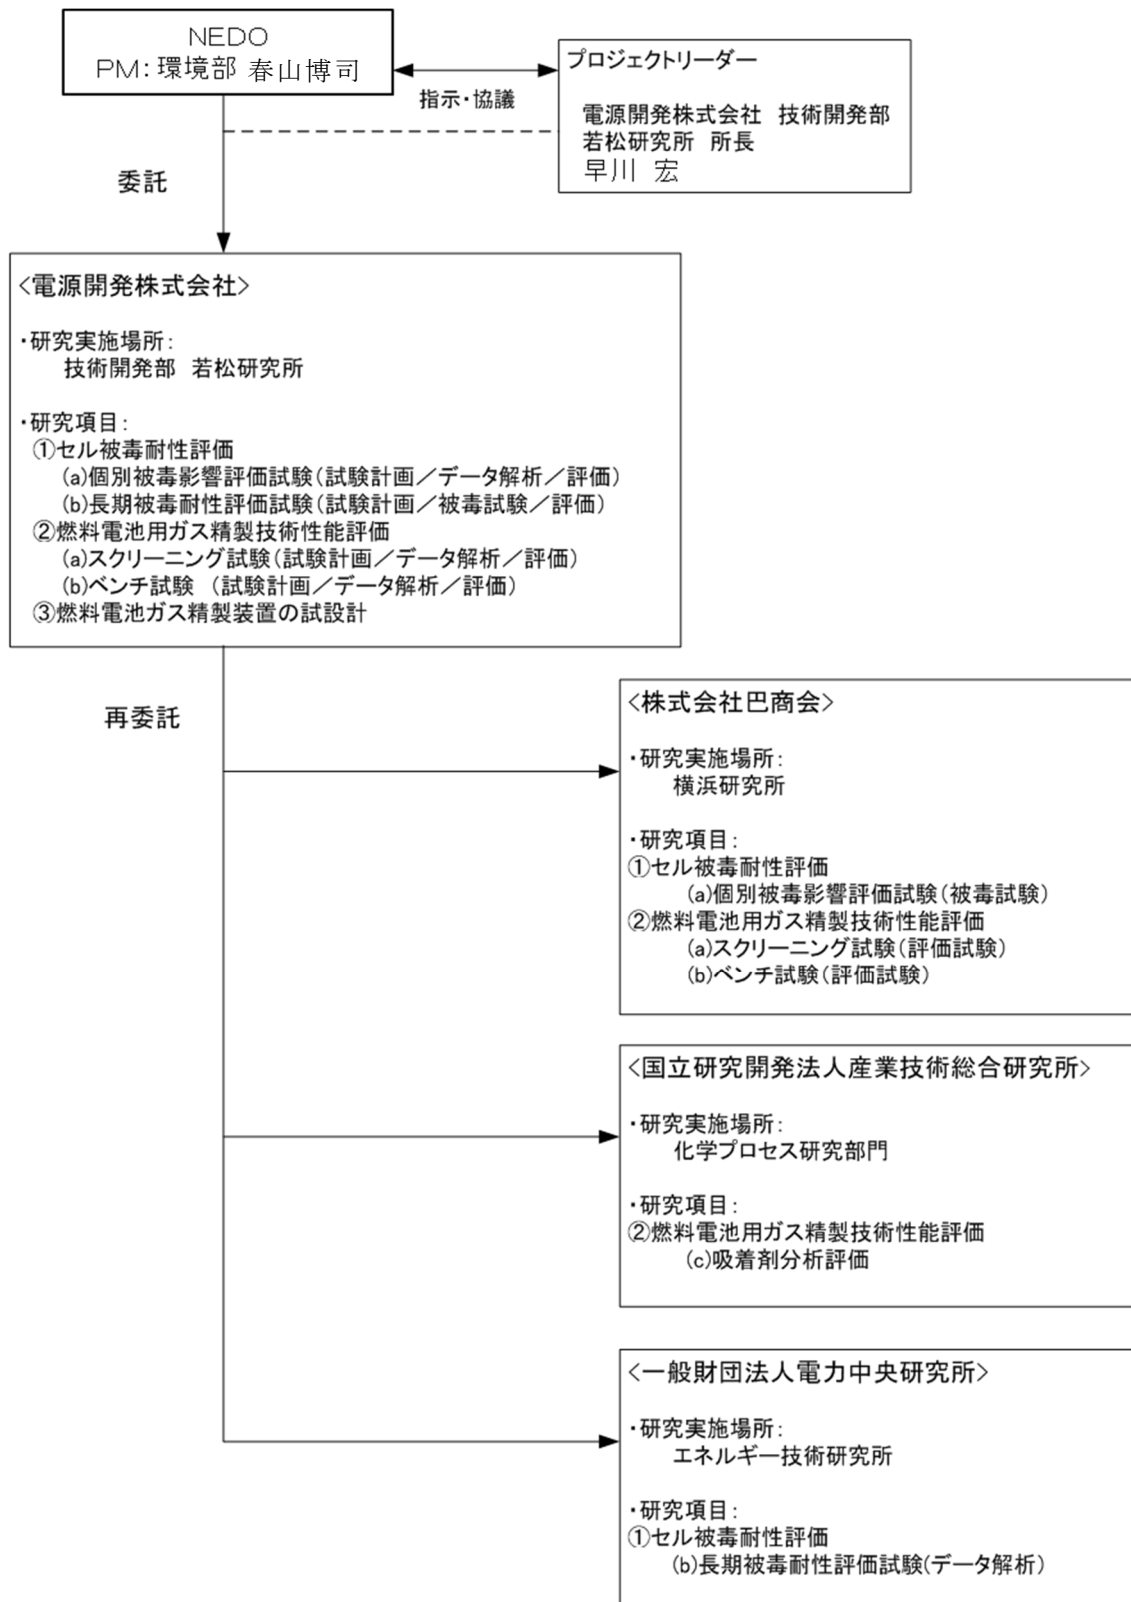 NEDO
PM：環境部 春山博司
プロジェクトリーダー
電源開発株式会社　技術開発部
若松研究所　所長
早川　宏
指示・協議
委託
＜電源開発株式会社＞
・研究実施場所：
技術開発部　若松研究所
・研究項目：
①セル被毒耐性評価
(a)個別被毒影響評価試験（試験計画／データ解析／評価）
(b)長期被毒耐性評価試験（試験計画／被毒試験／評価）
②燃料電池用ガス精製技術性能評価
(a)スクリーニング試験（試験計画／データ解析／評価）
(b)ベンチ試験　（試験計画／データ解析／評価）
③燃料電池ガス精製装置の試設計
再委託
＜株式会社巴商会＞
・研究実施場所：
横浜研究所
・研究項目：
①セル被毒耐性評価
(a)個別被毒影響評価試験（被毒試験）
②燃料電池用ガス精製技術性能評価
(a)スクリーニング試験（評価試験）
(b)ベンチ試験（評価試験）
＜国立研究開発法人産業技術総合研究所＞
・研究実施場所：
化学プロセス研究部門
・研究項目：
②燃料電池用ガス精製技術性能評価
(c)吸着剤分析評価
＜一般財団法人電力中央研究所＞
・研究実施場所：
エネルギー技術研究所
・研究項目：
①セル被毒耐性評価
(b)長期被毒耐性評価試験(データ解析）